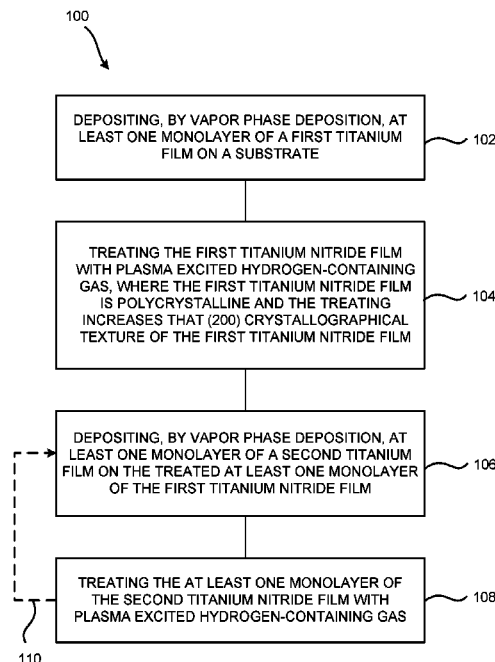 100
DEPOSITING, BY VAPOR PHASE DEPOSITION, AT
LEAST ONE MONOLAYER OF A FIRST TITANIUM
FILM ON A SUBSTRATE
102
TREATING THE FIRST TITANIUM NITRIDE FILM
WITH PLASMA EXCITED HYDROGEN-CONTAINING
GAS, WHERE THE FIRST TITANIUM NITRIDE FILM
IS POLYCRYSTALLINE AND THE TREATING
INCREASES THAT (200) CRYSTALLOGRAPHICAL
TEXTURE OF THE FIRST TITANIUM NITRIDE FILM
104
DEPOSITING, BY VAPOR PHASE DEPOSITION, AT
LEAST ONE MONOLAYER OF A SECOND TITANIUM
FILM ON THE TREATED AT LEAST ONE MONOLAYER
OF THE FIRST TITANIUM NITRIDE FILM
106
TREATING THE AT LEAST ONE MONOLAYER OF
THE SECOND TITANIUM NITRIDE FILM WITH
PLASMA EXCITED HYDROGEN-CONTAINING GAS
108
110